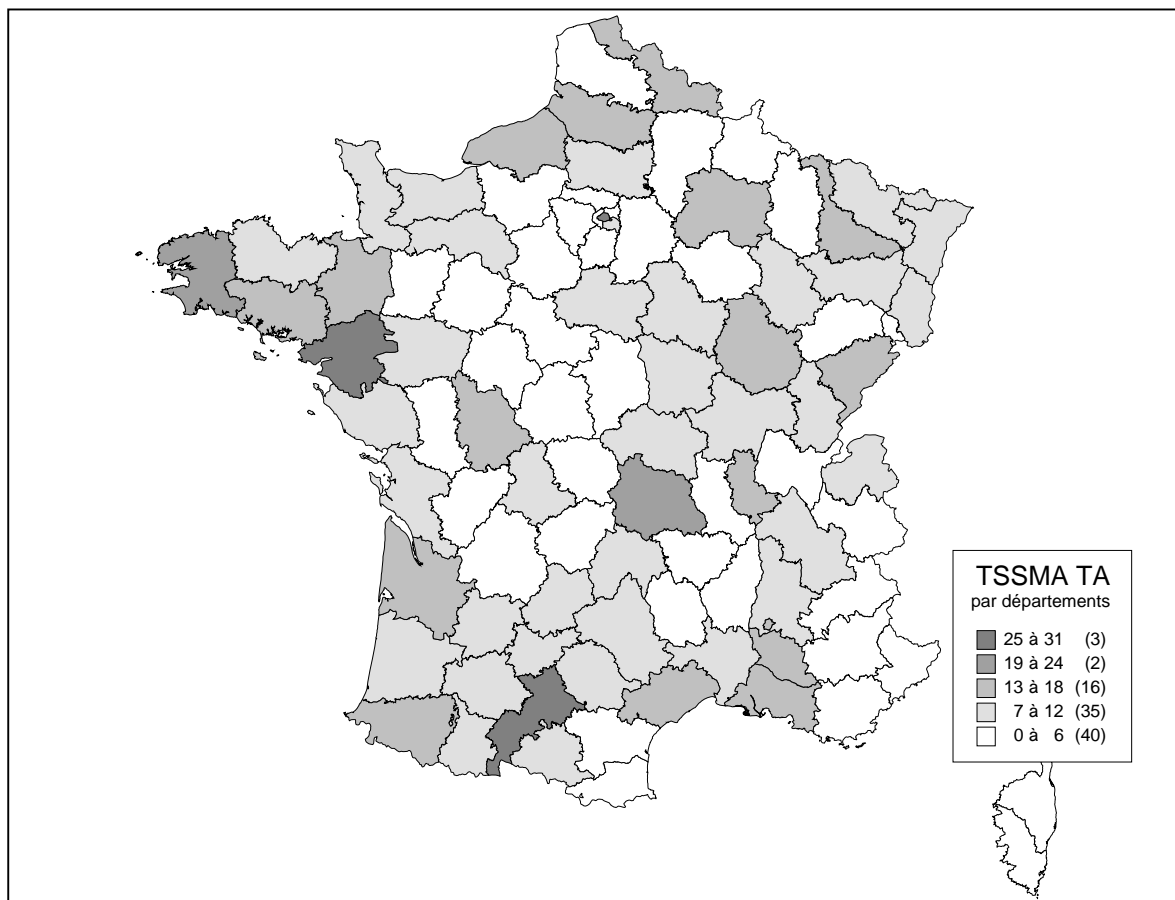 TSSMA TA
par départements
25 à 31 (3)
19 à 24 (2)
13 à 18 (16)
7 à 12 (35)
0 à 6 (40)